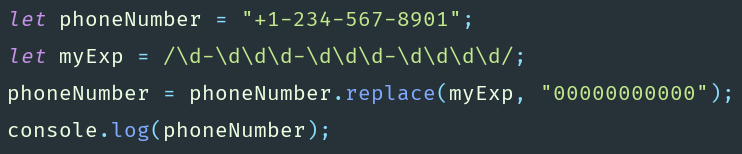 let phoneNumber = "+1-234-567-8901";
let myExp = /\d-\d\d\d-\d\d\d-\d\d\d\d/;
phoneNumber = phoneNumber.replace(myExp, "00000000000");
console.log(phoneNumber);